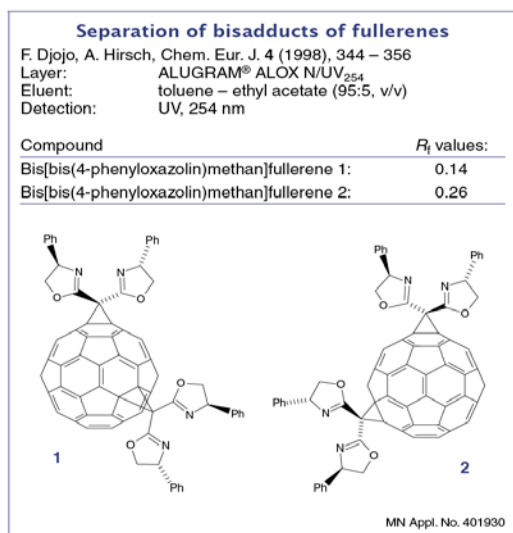 Separation of bisadducts of fullerenes
F. Djojo, A. Hirsch, Chem. Eur. J. 4 (1998), 344 – 356
Layer: ALUGRAM® ALOX N/UV254
Eluent: toluene – ethyl acetate (95:5, v/v)
Detection: UV, 254 nm
Compound Rf values:
Bis[bis(4-phenyloxazolin)methan]fullerene 1: 0.14
Bis[bis(4-phenyloxazolin)methan]fullerene 2: 0.26
Ph Ph Ph Ph
N N N N
O O O O
O O
N Ph Ph N
O N N O
1 2
Ph Ph
MN Appl. No. 401930